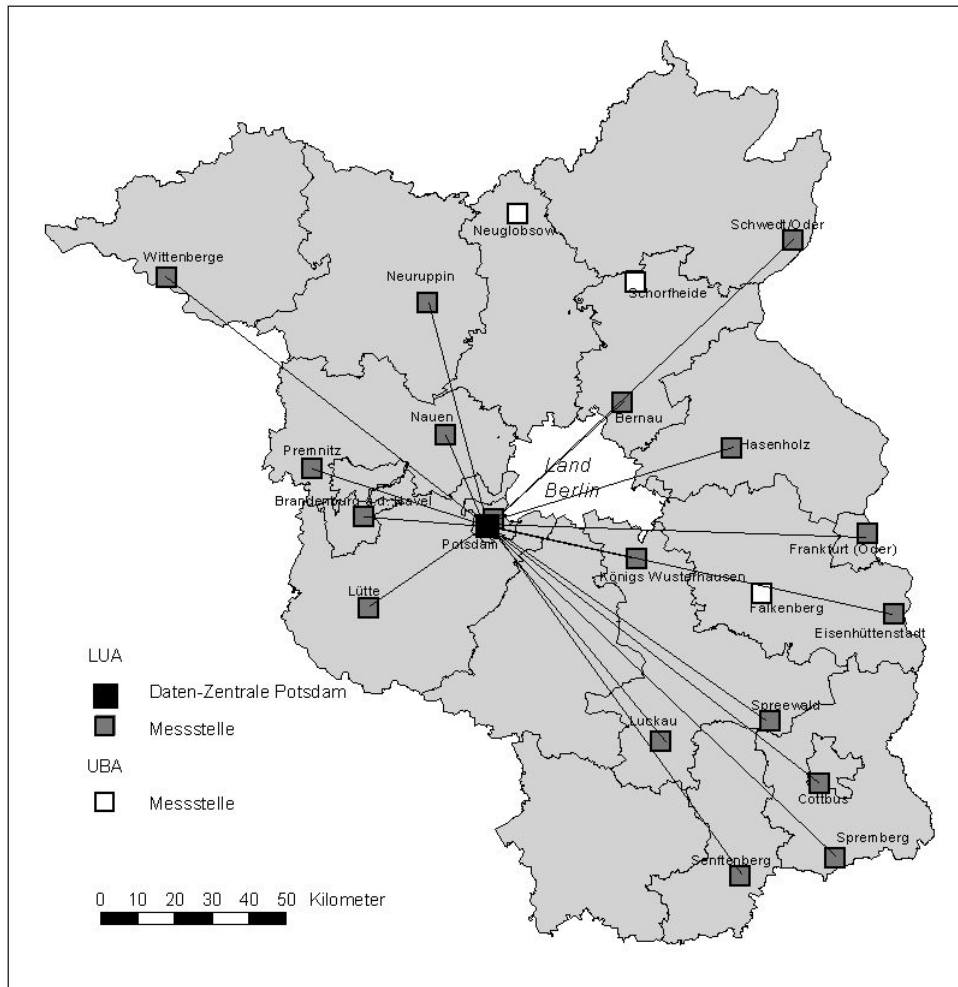 Neuglobsow
Schwedt/Oder
Wittenberge
Neuruppin
Schorfheide
Nauen
Bernau
Premnitz
Hasenholz
Land
Berlin
Brandenburg a.d. Havel
Potsdam
Frankfurt (Oder)
Königs Wusterhausen
Lütte
Falkenberg
Eisenhüttenstadt
LUA
Daten-Zentrale Potsdam
Messstelle
UBA
Messstelle
Spreewald
Luckau
Cottbus
Spremberg
Senftenberg
0 10 20 30 40 50 Kilometer